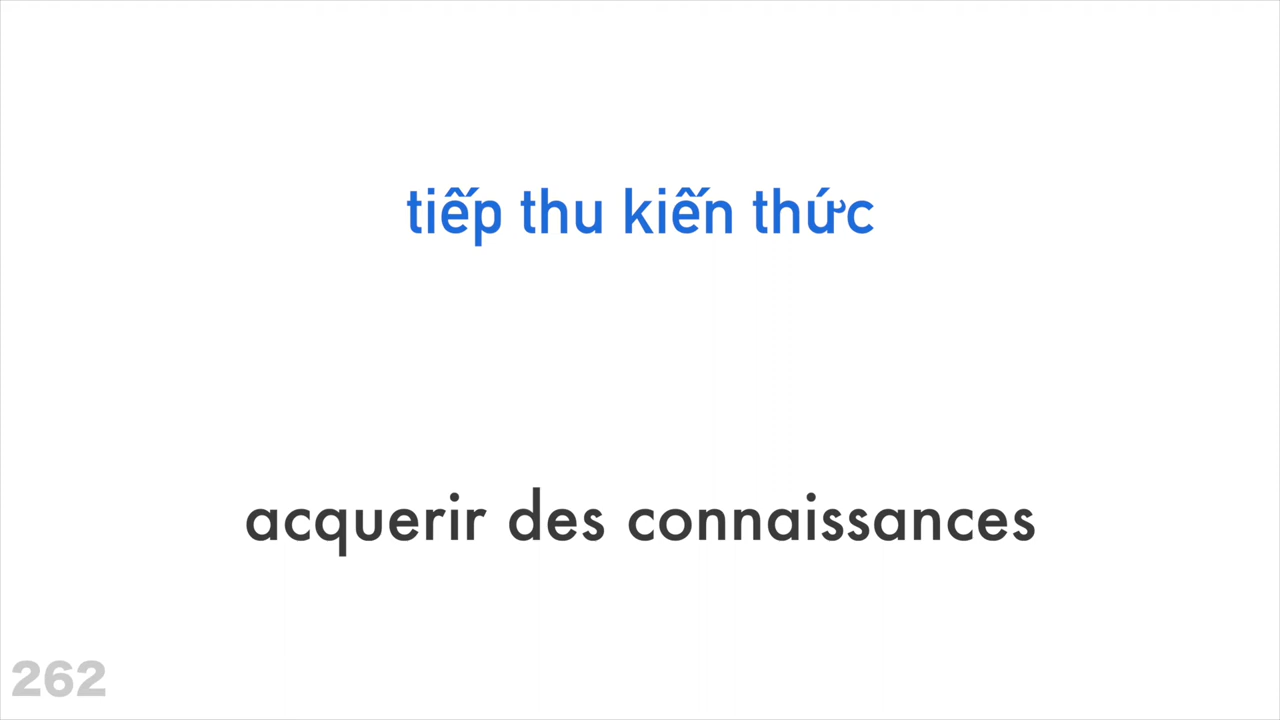 tiếp thu kiến thức
acquerir des connaissances
262